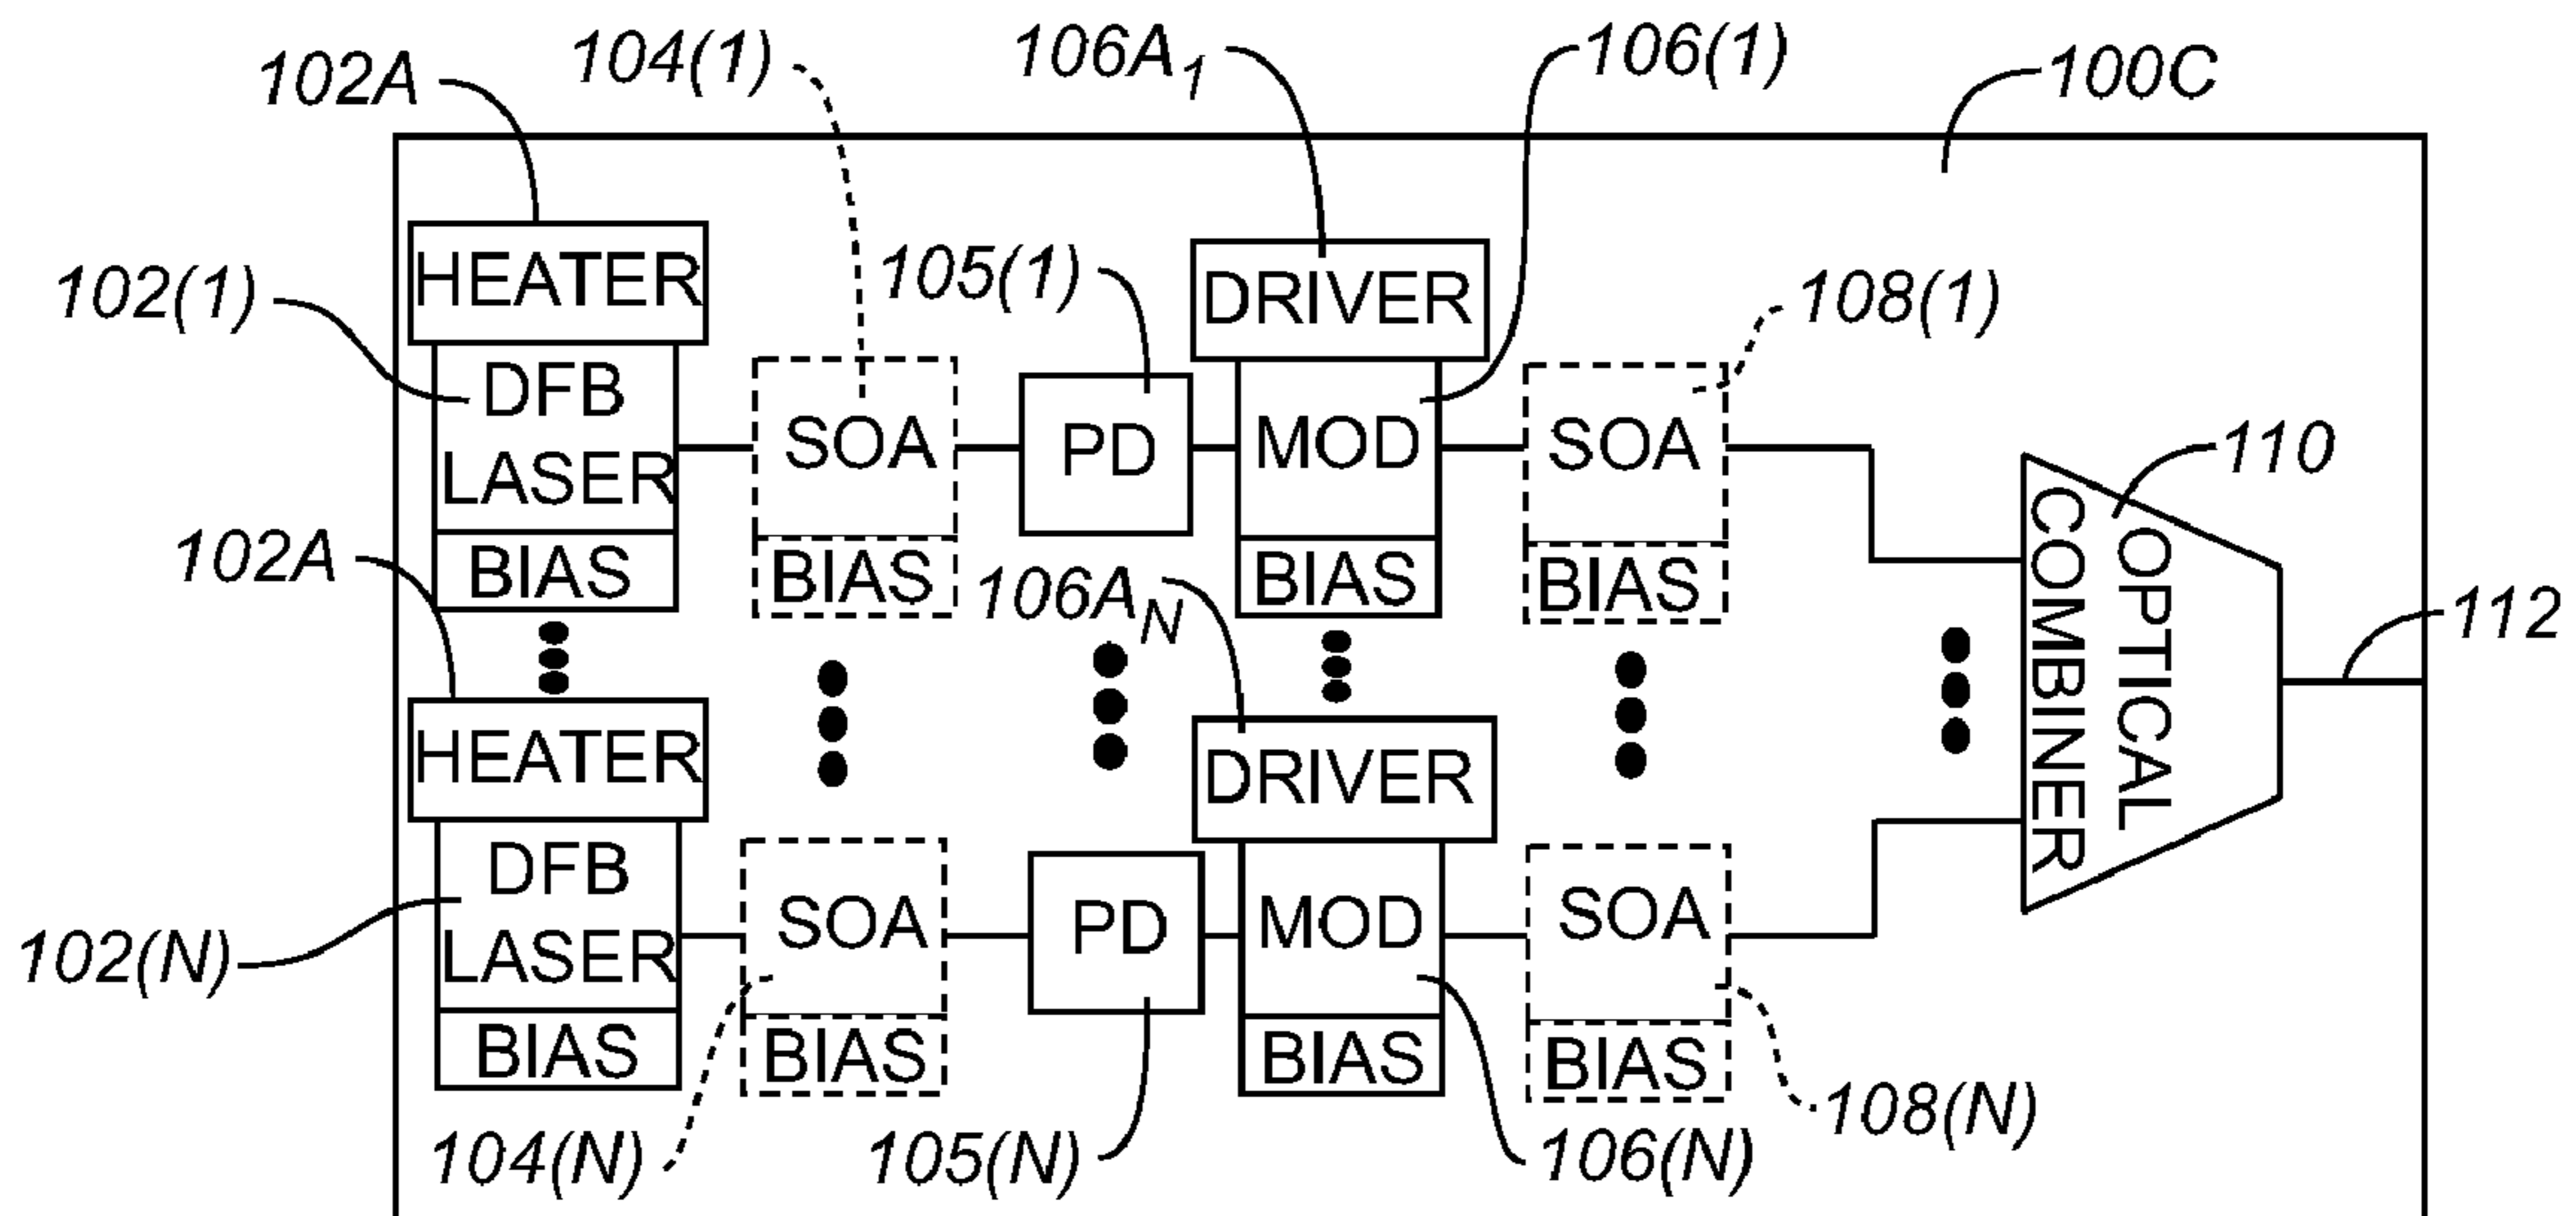 102A
104(1)
106A1
106(1)
100C
HEATER
102(1)
105(1)
DRIVER
108(1)
DFB
LASER
BIAS
SOA
BIAS
PD
MOD
BIAS
SOA
BIAS
110
OPTICAL
COMBINER
112
102A
106AN
HEATER
DRIVER
DFB
LASER
BIAS
SOA
BIAS
PD
MOD
BIAS
SOA
BIAS
102(N)
104(N)
105(N)
106(N)
108(N)